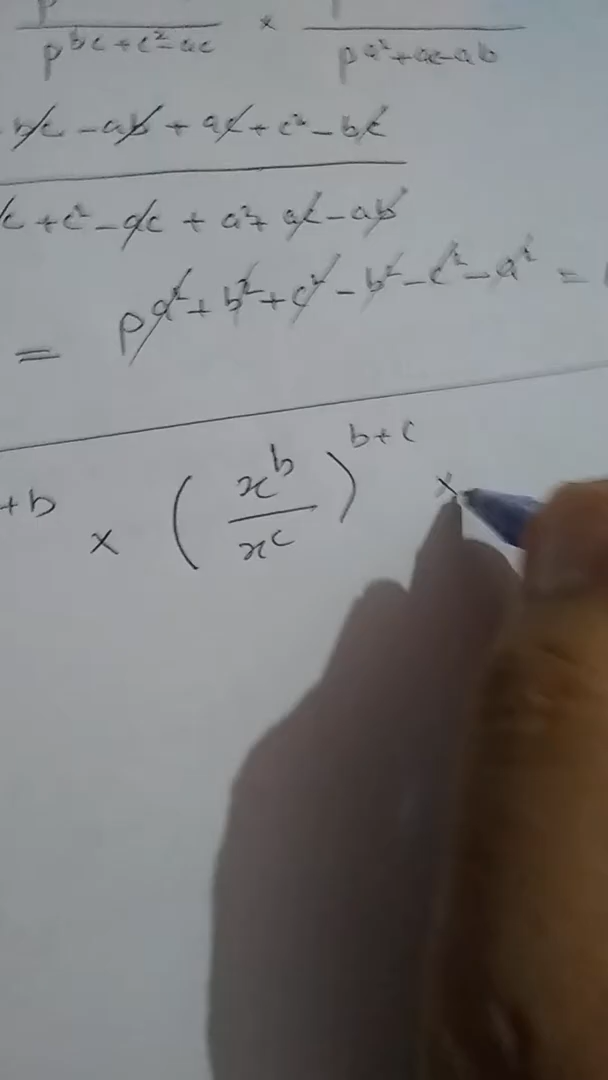 p^(bc+c²-ac) × p^(a²+ac-ab)
bc - ab + ac + c² - bc
c + c² - ac + a² + ac - ab
= p^(a²+b²+c²-b²-c²-a²) =
+b × (x^b / x^c)^(b+c) ×